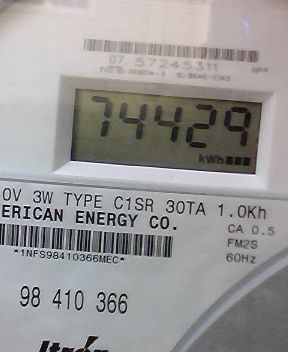 07 57245311
74429
kWh
0V 3W TYPE C1SR 30TA 1.0Kh
ERICAN ENERGY CO.
CA 0.5
FM2S
60Hz
*1NFS98410366MEC*
98 410 366
Itron